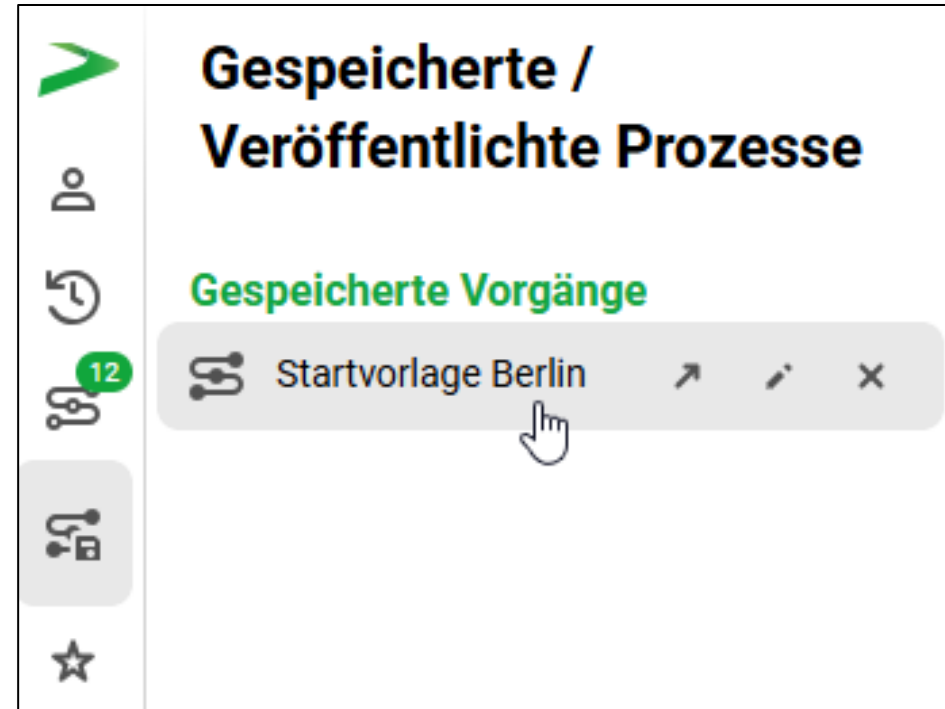 Gespeicherte /
Veröffentlichte Prozesse
Gespeicherte Vorgänge
12
Startvorlage Berlin